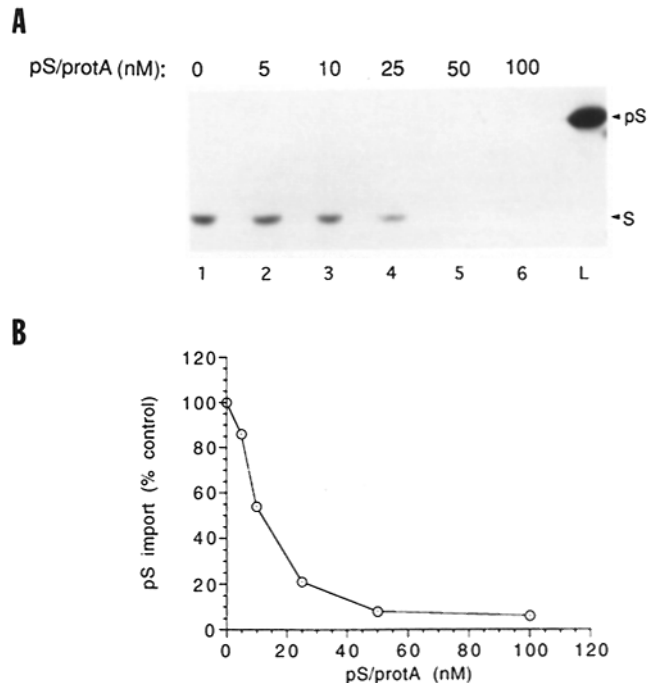 A
pS/protA (nM): 0 5 10 25 50 100
◄ pS
◄ S
1 2 3 4 5 6 L
B
120
100
80
60
40
20
0
pS import (% control)
0 20 40 60 80 100 120
pS/protA (nM)